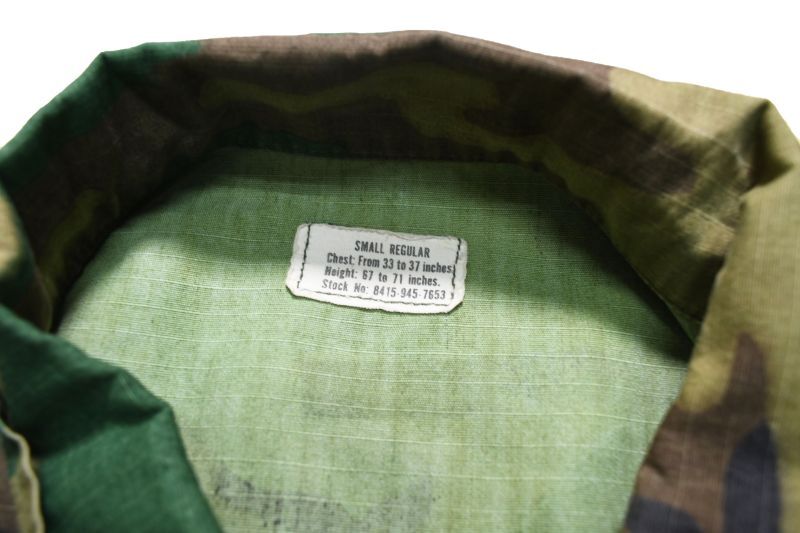 SMALL REGULAR
Chest: From 33 to 37 inches.
Height: 67 to 71 inches.
Stock No: 8415-945-7653